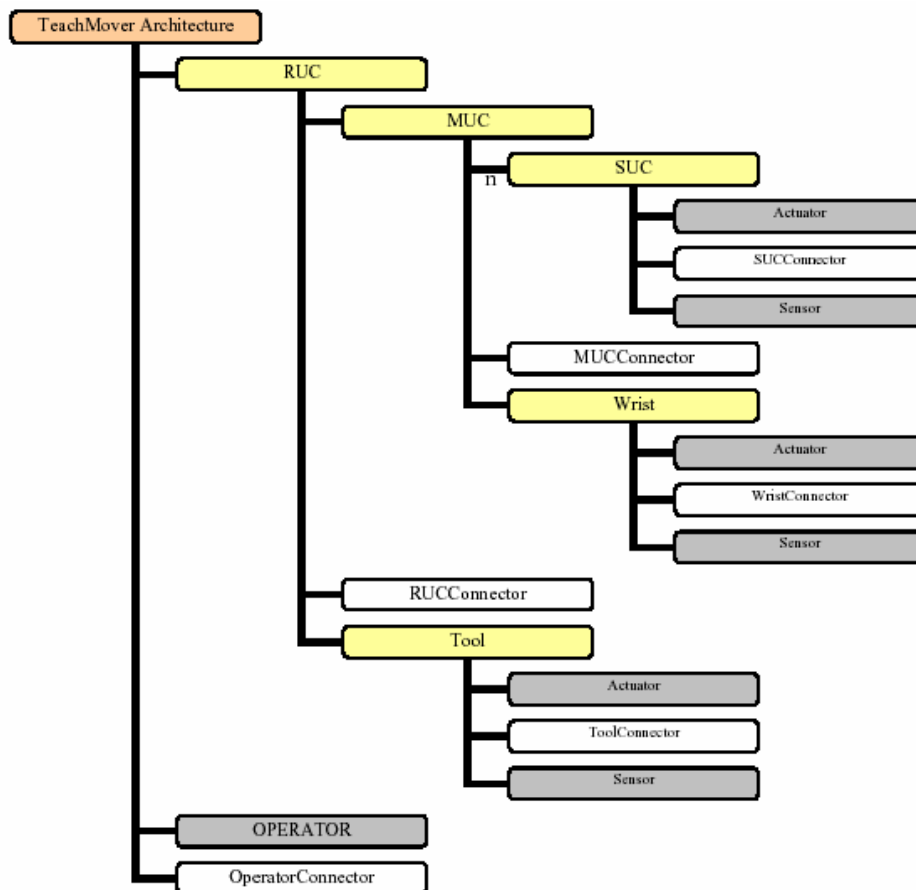 TeachMover Architecture
RUC
MUC
n
SUC
Actuator
SUCConnector
Sensor
MUCConnector
Wrist
Actuator
WristConnector
Sensor
RUCConnector
Tool
Actuator
ToolConnector
Sensor
OPERATOR
OperatorConnector